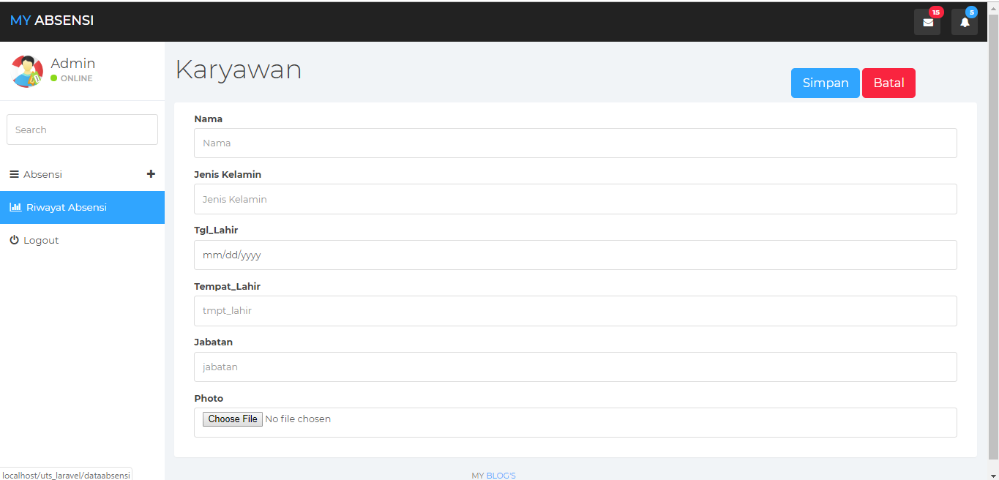 MY ABSENSI
15
5
Admin
ONLINE
Search
Absensi
Riwayat Absensi
Logout
Karyawan
Simpan Batal
Nama
Nama
Jenis Kelamin
Jenis Kelamin
Tgl_Lahir
mm/dd/yyyy
Tempat_Lahir
tmpt_lahir
Jabatan
jabatan
Photo
Choose File No file chosen
MY BLOG'S
localhost/uts_laravel/dataabsensi